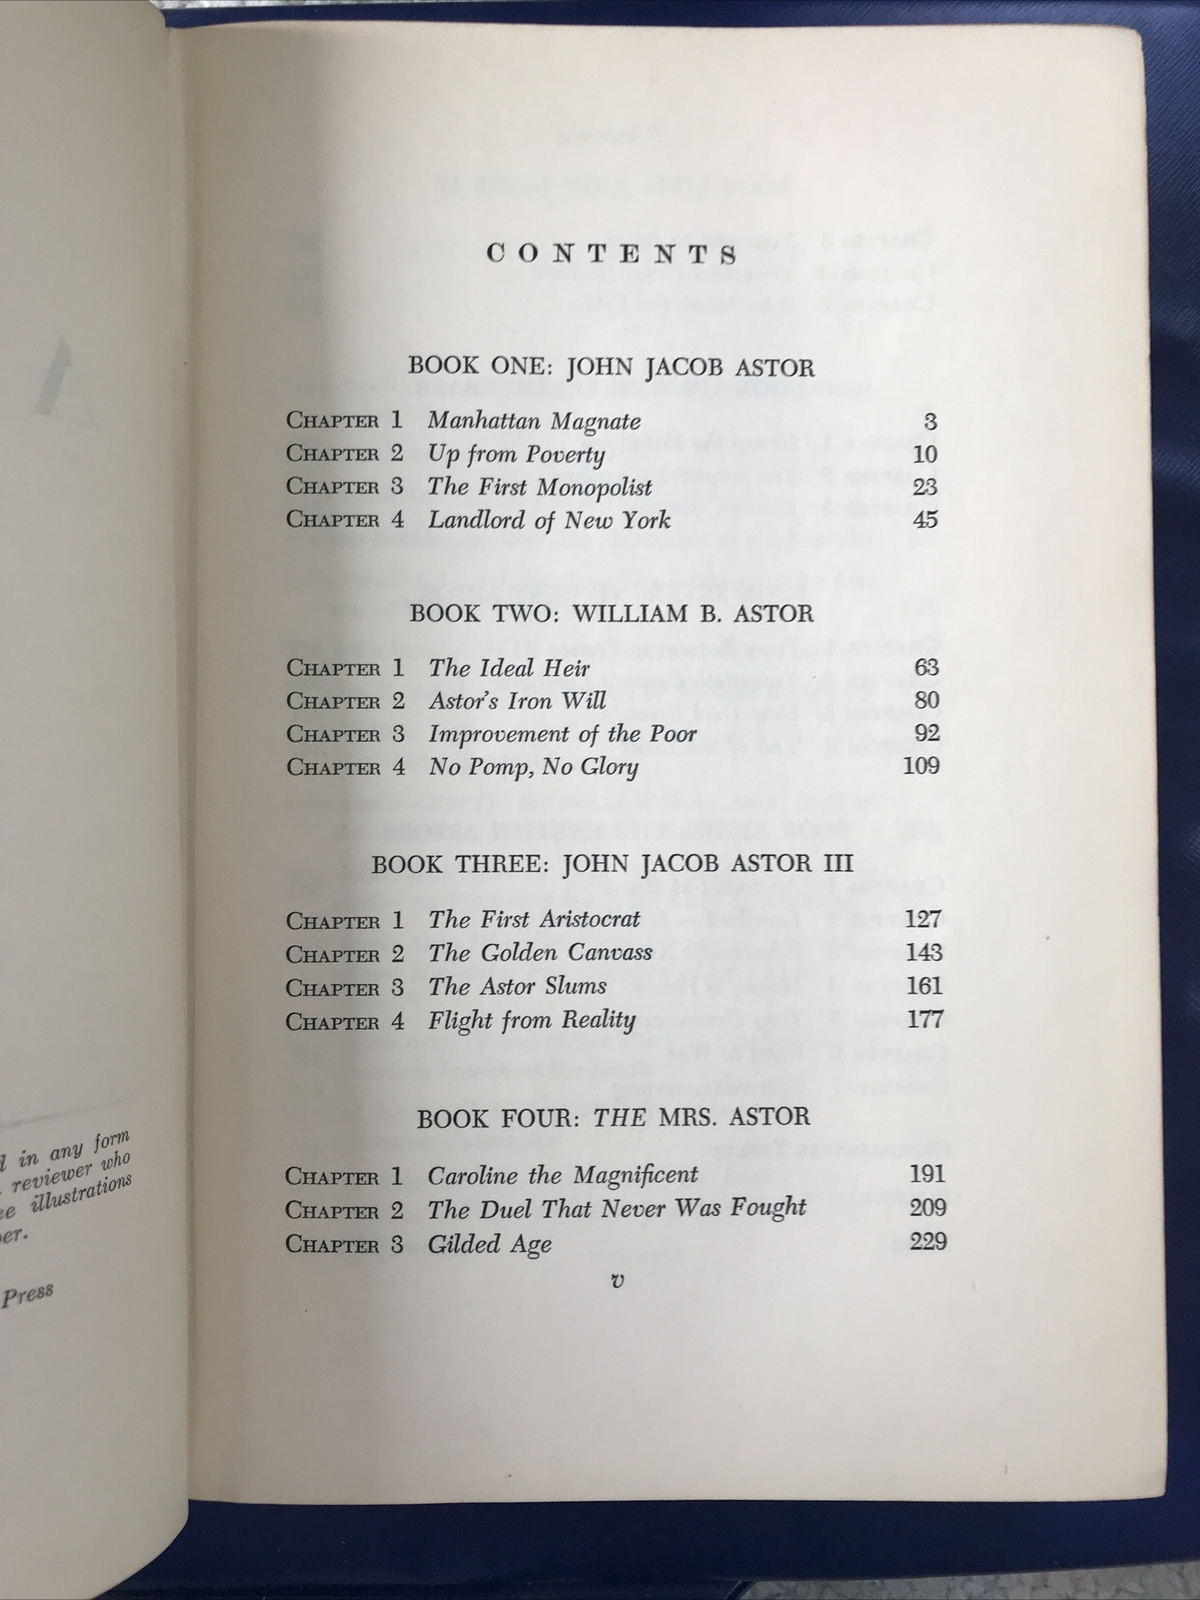 A
d in any form
reviewer who
illustrations
Press
CONTENTS
BOOK ONE: JOHN JACOB ASTOR
CHAPTER 1 Manhattan Magnate 3
CHAPTER 2 Up from Poverty 10
CHAPTER 3 The First Monopolist 23
CHAPTER 4 Landlord of New York 45
BOOK TWO: WILLIAM B. ASTOR
CHAPTER 1 The Ideal Heir 63
CHAPTER 2 Astor's Iron Will 80
CHAPTER 3 Improvement of the Poor 92
CHAPTER 4 No Pomp, No Glory 109
BOOK THREE: JOHN JACOB ASTOR III
CHAPTER 1 The First Aristocrat 127
CHAPTER 2 The Golden Canvass 143
CHAPTER 3 The Astor Slums 161
CHAPTER 4 Flight from Reality 177
BOOK FOUR: THE MRS. ASTOR
CHAPTER 1 Caroline the Magnificent 191
CHAPTER 2 The Duel That Never Was Fought 209
CHAPTER 3 Gilded Age 229
v